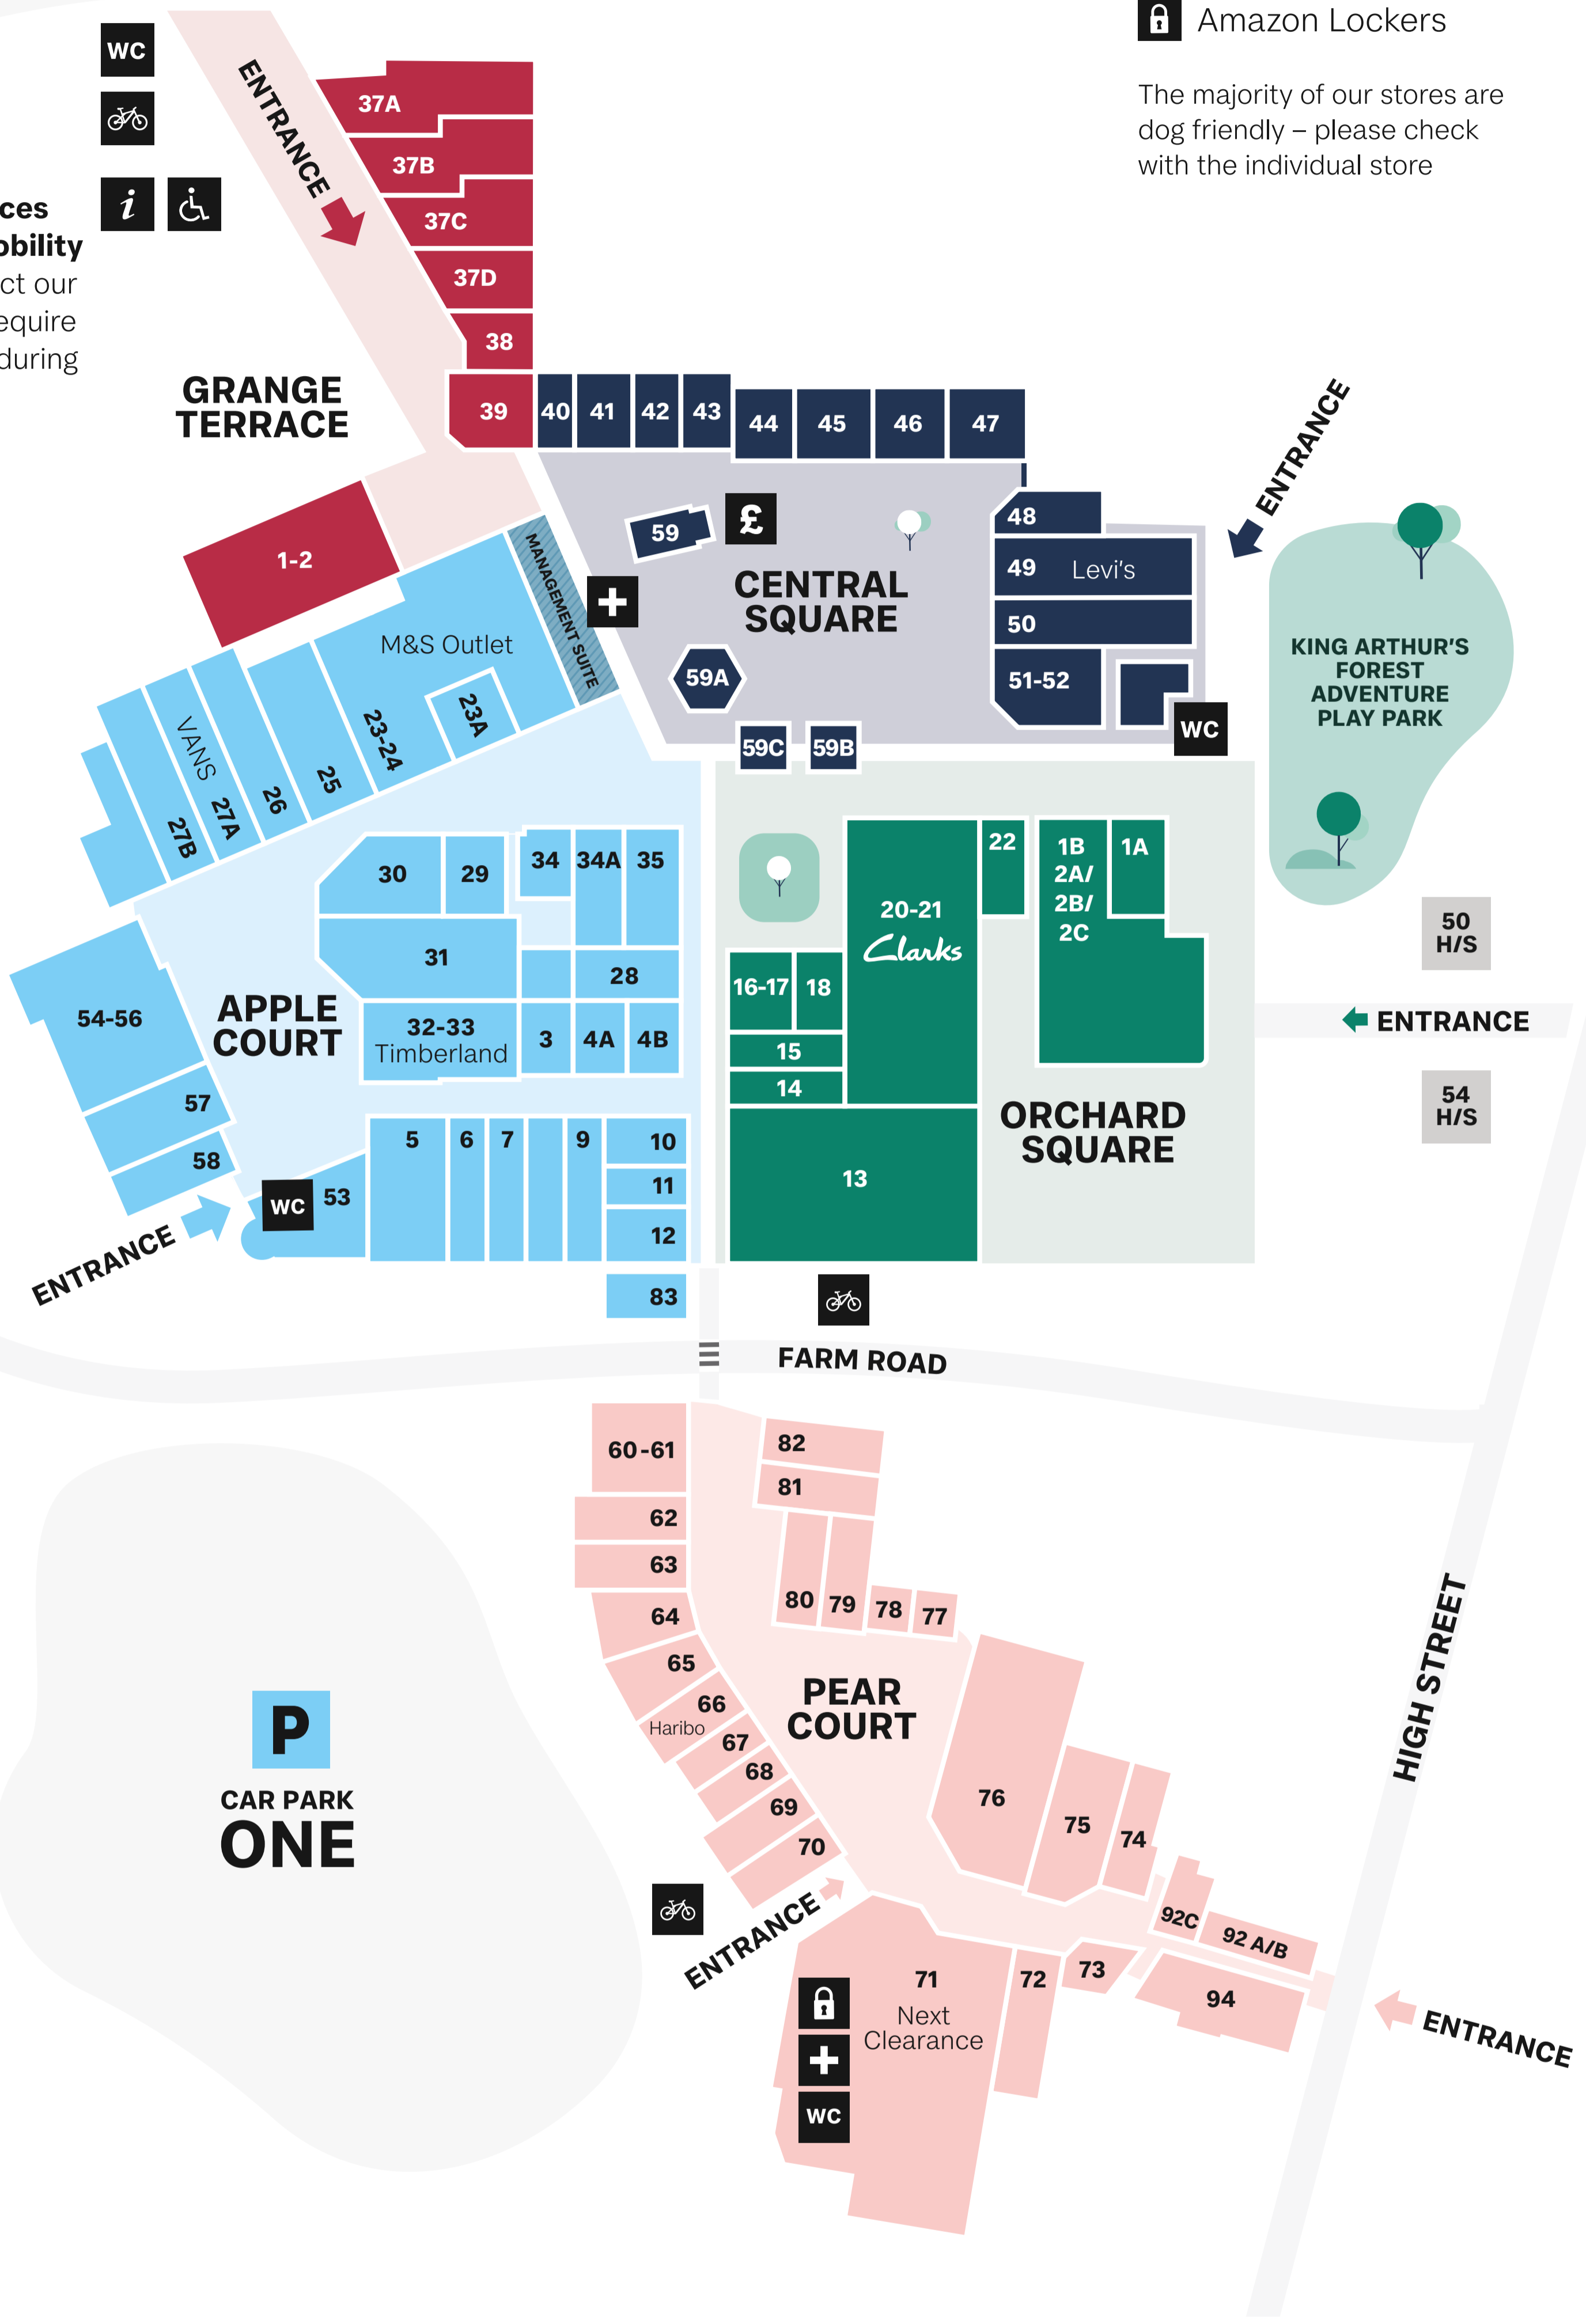 WC
Amazon Lockers
The majority of our stores are
dog friendly – please check
with the individual store
i
ces
obility
ct our
equire
during
ENTRANCE
37A
37B
37C
37D
38
39
GRANGE
TERRACE
1-2
40
41
42
43
44
45
46
47
59
£
CENTRAL
SQUARE
MANAGEMENT SUITE
59A
59C
59B
48
49 Levi's
50
51-52
WC
ENTRANCE
KING ARTHUR'S
FOREST
ADVENTURE
PLAY PARK
M&S Outlet
23A
23-24
25
26
VANS 27A
27B
30
29
34
34A
35
31
28
32-33
Timberland
3
4A
4B
APPLE
COURT
54-56
57
58
WC
53
ENTRANCE
5
6
7
9
10
11
12
83
20-21
Clarks
22
1B
2A/
2B/
2C
1A
16-17
18
15
14
13
ORCHARD
SQUARE
50
H/S
ENTRANCE
54
H/S
FARM ROAD
60-61
62
63
64
65
66
Haribo
67
68
69
70
82
81
80
79
78
77
PEAR
COURT
76
75
74
92C
92 A/B
94
73
72
71
Next
Clearance
WC
ENTRANCE
ENTRANCE
HIGH STREET
P
CAR PARK
ONE